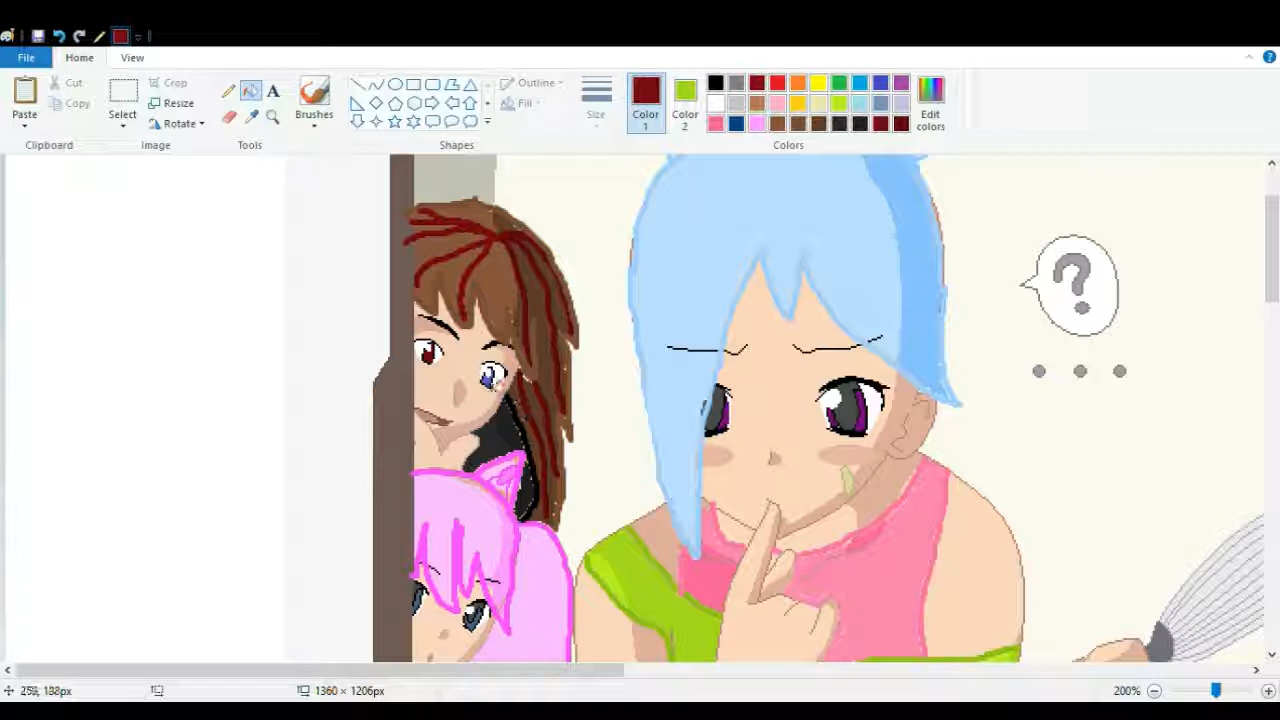 File Home View
Paste
Cut
Copy
Clipboard
Select
Crop
Resize
Rotate
Image
A
Tools
Brushes
Outline
Fill
Shapes
Size
Color
1
Color
2
Edit
colors
Colors
?
1360 × 1206px
200%